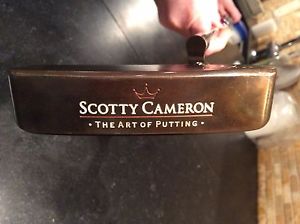 SCOTTY CAMERON
• THE ART OF PUTTING •